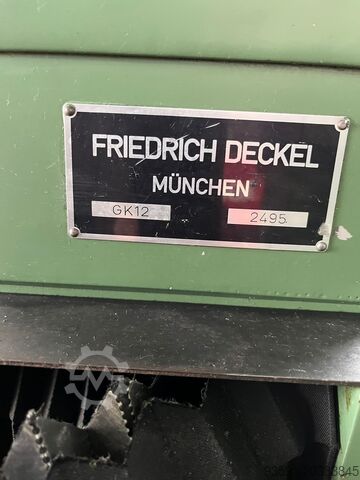 FRIEDRICH DECKEL
MÜNCHEN
GK12 2495